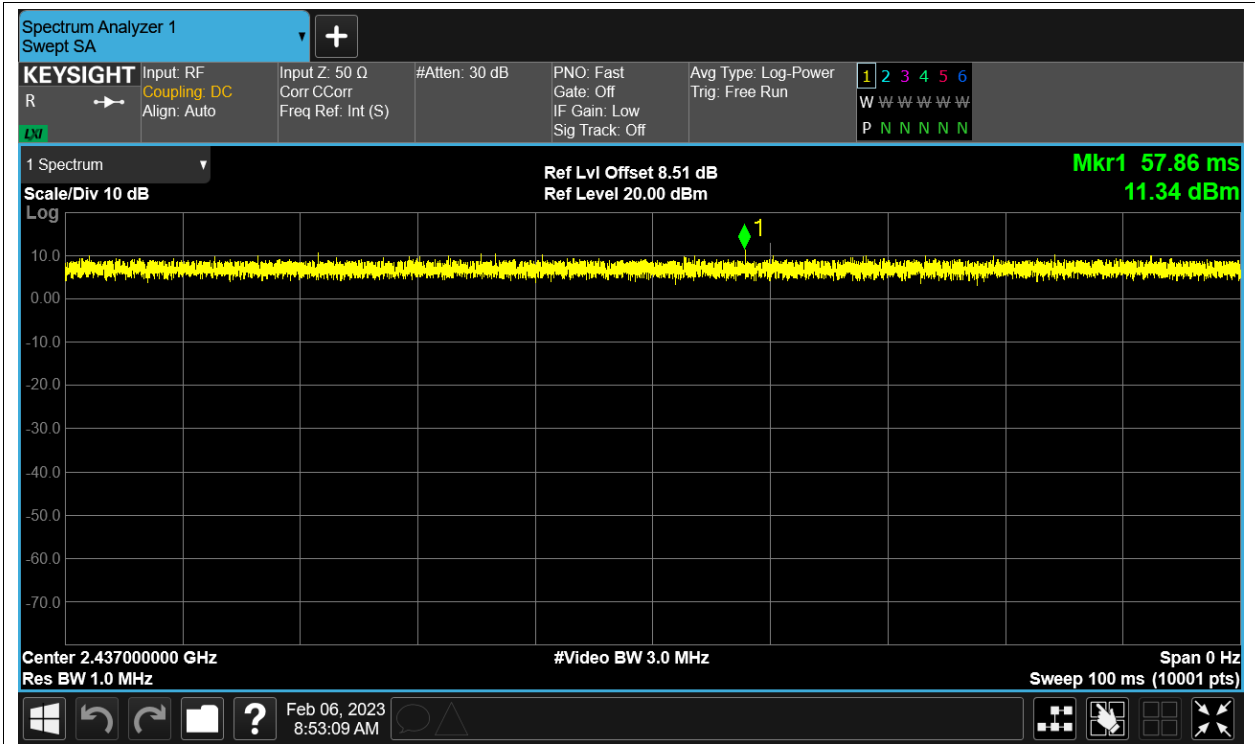 Spectrum Analyzer 1
Swept SA
KEYSIGHT
R
LXI
Input: RF
Coupling: DC
Align: Auto
Input Z: 50 Ω
Corr CCorr
Freq Ref: Int (S)
#Atten: 30 dB
PNO: Fast
Gate: Off
IF Gain: Low
Sig Track: Off
Avg Type: Log-Power
Trig: Free Run
1 2 3 4 5 6
W W W W W W
P N N N N N
1 Spectrum
Scale/Div 10 dB
Log
Ref Lvl Offset 8.51 dB
Ref Level 20.00 dBm
Mkr1 57.86 ms
11.34 dBm
1
10.0
0.00
-10.0
-20.0
-30.0
-40.0
-50.0
-60.0
-70.0
Center 2.437000000 GHz
Res BW 1.0 MHz
#Video BW 3.0 MHz
Span 0 Hz
Sweep 100 ms (10001 pts)
?
Feb 06, 2023
8:53:09 AM